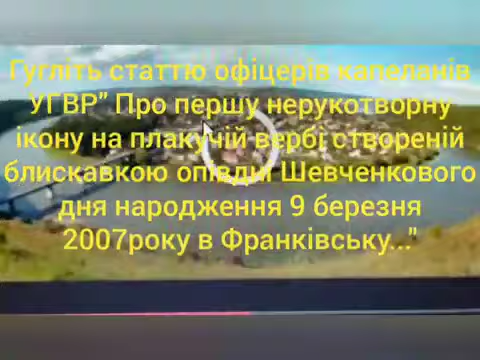 Гугліть статтю офіцерів капеланів
УГВР" Про першу нерукотворну
ікону на плакучій вербі створеній
блискавкою опівдні Шевченкового
дня народження 9 березня
2007року в Франківську..."